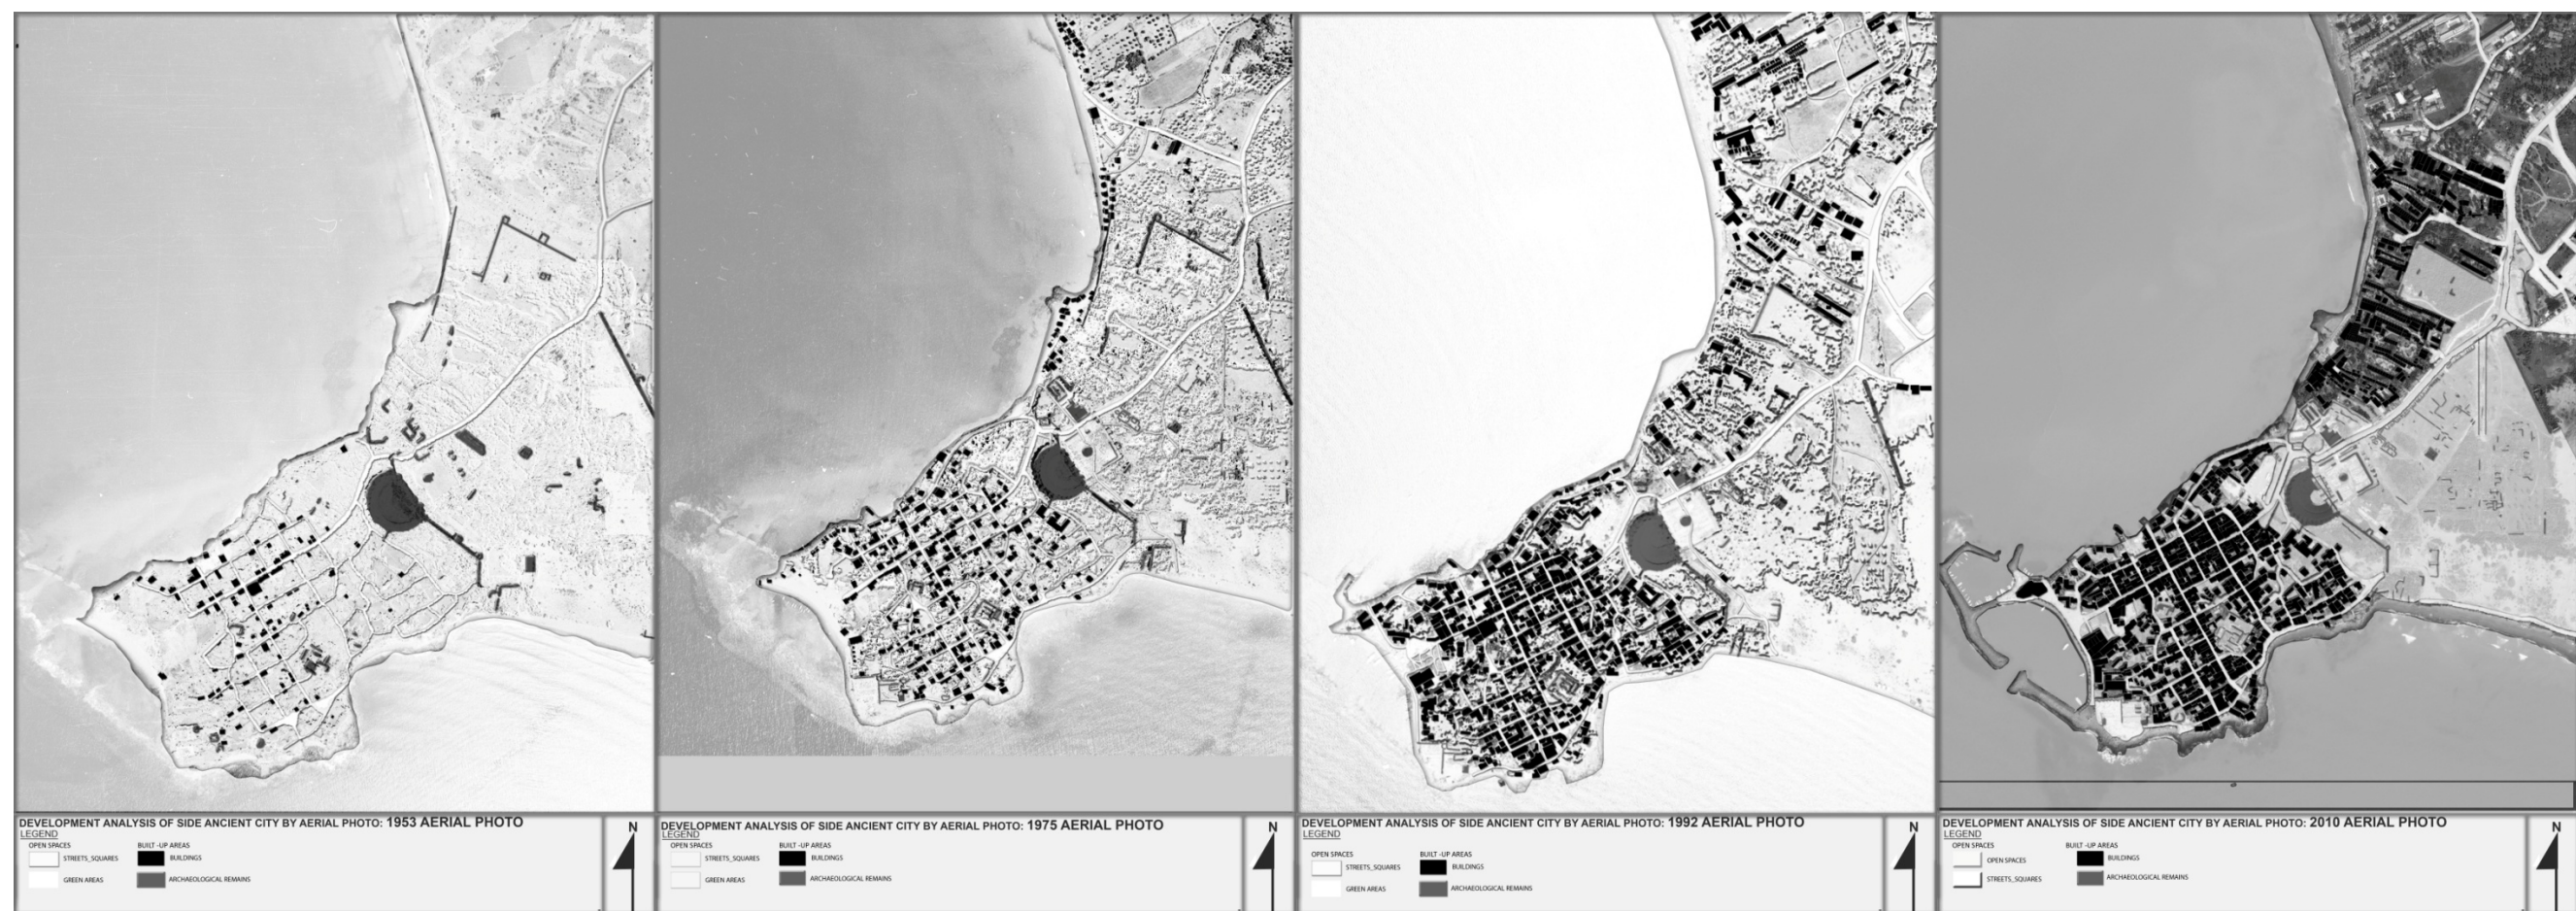 DEVELOPMENT ANALYSIS OF SIDE ANCIENT CITY BY AERIAL PHOTO: 1953 AERIAL PHOTO
LEGEND
OPEN SPACES
BUILT -UP AREAS
STREETS_SQUARES
BUILDINGS
GREEN AREAS
ARCHAEOLOGICAL REMAINS
N
DEVELOPMENT ANALYSIS OF SIDE ANCIENT CITY BY AERIAL PHOTO: 1975 AERIAL PHOTO
LEGEND
OPEN SPACES
BUILT -UP AREAS
STREETS_SQUARES
BUILDINGS
GREEN AREAS
ARCHAEOLOGICAL REMAINS
N
DEVELOPMENT ANALYSIS OF SIDE ANCIENT CITY BY AERIAL PHOTO: 1992 AERIAL PHOTO
LEGEND
OPEN SPACES
BUILT -UP AREAS
STREETS_SQUARES
BUILDINGS
GREEN AREAS
ARCHAEOLOGICAL REMAINS
N
DEVELOPMENT ANALYSIS OF SIDE ANCIENT CITY BY AERIAL PHOTO: 2010 AERIAL PHOTO
LEGEND
OPEN SPACES
BUILT -UP AREAS
OPEN SPACES
BUILDINGS
STREETS_SQUARES
ARCHAEOLOGICAL REMAINS
N